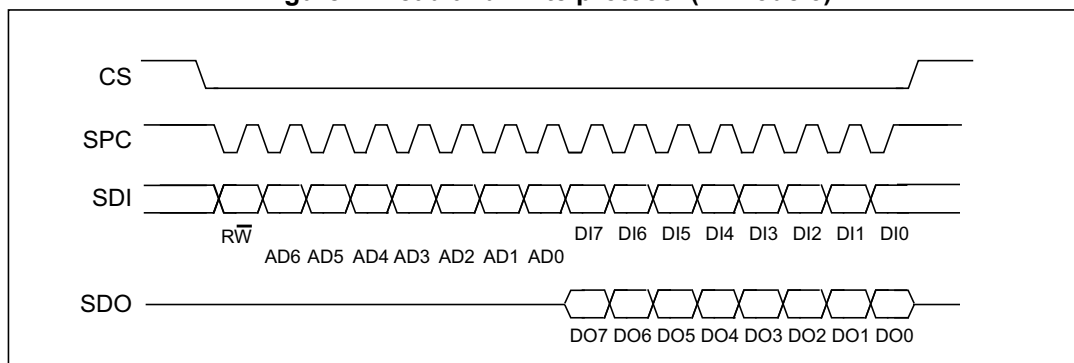 CS
SPC
SDI
RW̅
DI7 DI6 DI5 DI4 DI3 DI2 DI1 DI0
AD6 AD5 AD4 AD3 AD2 AD1 AD0
SDO
DO7 DO6 DO5 DO4 DO3 DO2 DO1 DO0